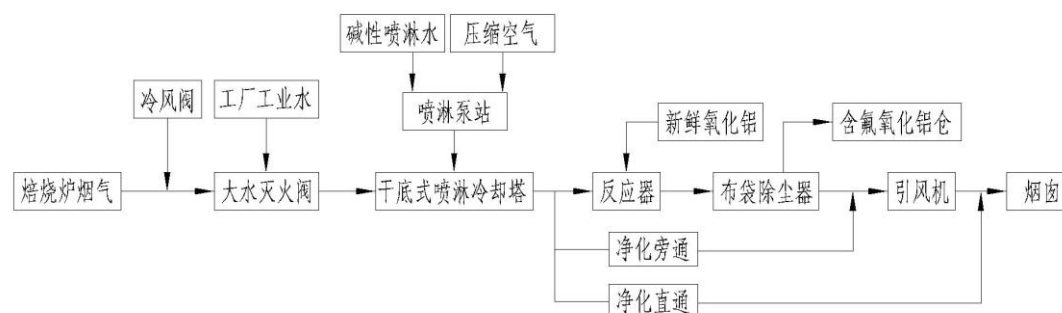 碱性喷淋水
压缩空气
冷风阀
工厂工业水
喷淋泵站
新鲜氧化铝
含氟氧化铝仓
焙烧炉烟气
大水灭火阀
干底式喷淋冷却塔
反应器
布袋除尘器
引风机
烟囱
净化旁通
净化直通